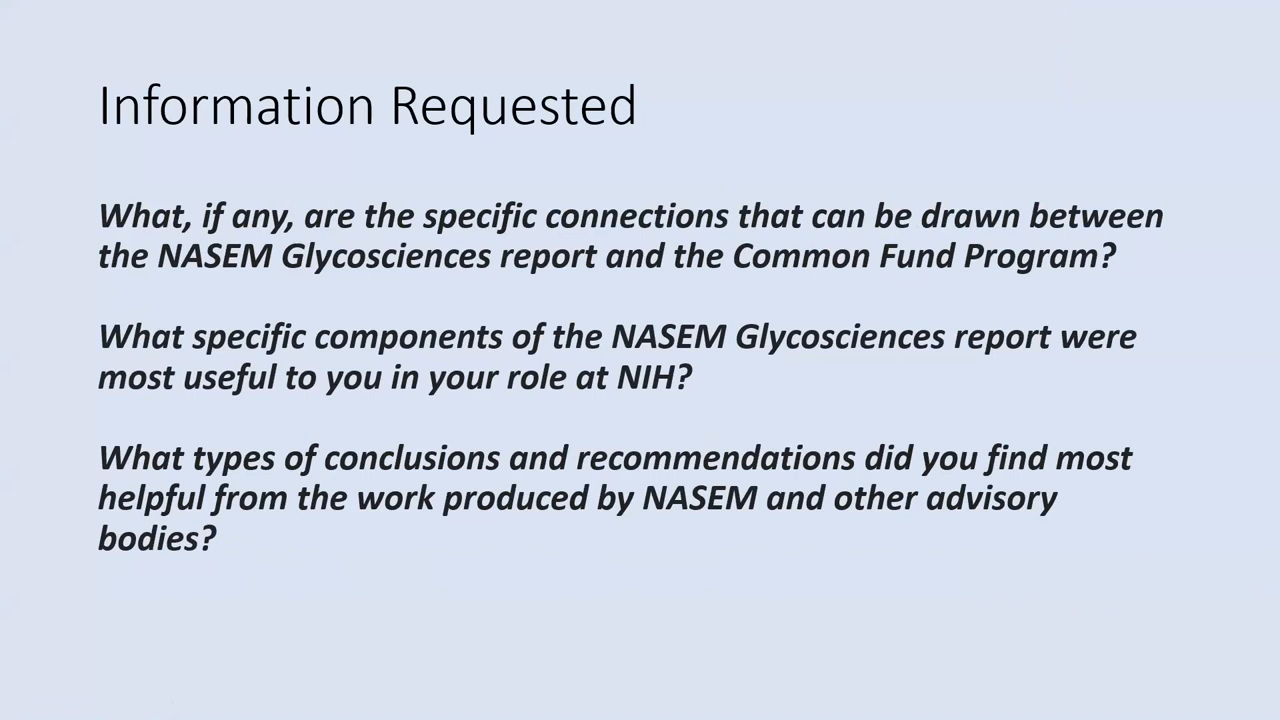 Information Requested
What, if any, are the specific connections that can be drawn between
the NASEM Glycosciences report and the Common Fund Program?
What specific components of the NASEM Glycosciences report were
most useful to you in your role at NIH?
What types of conclusions and recommendations did you find most
helpful from the work produced by NASEM and other advisory
bodies?